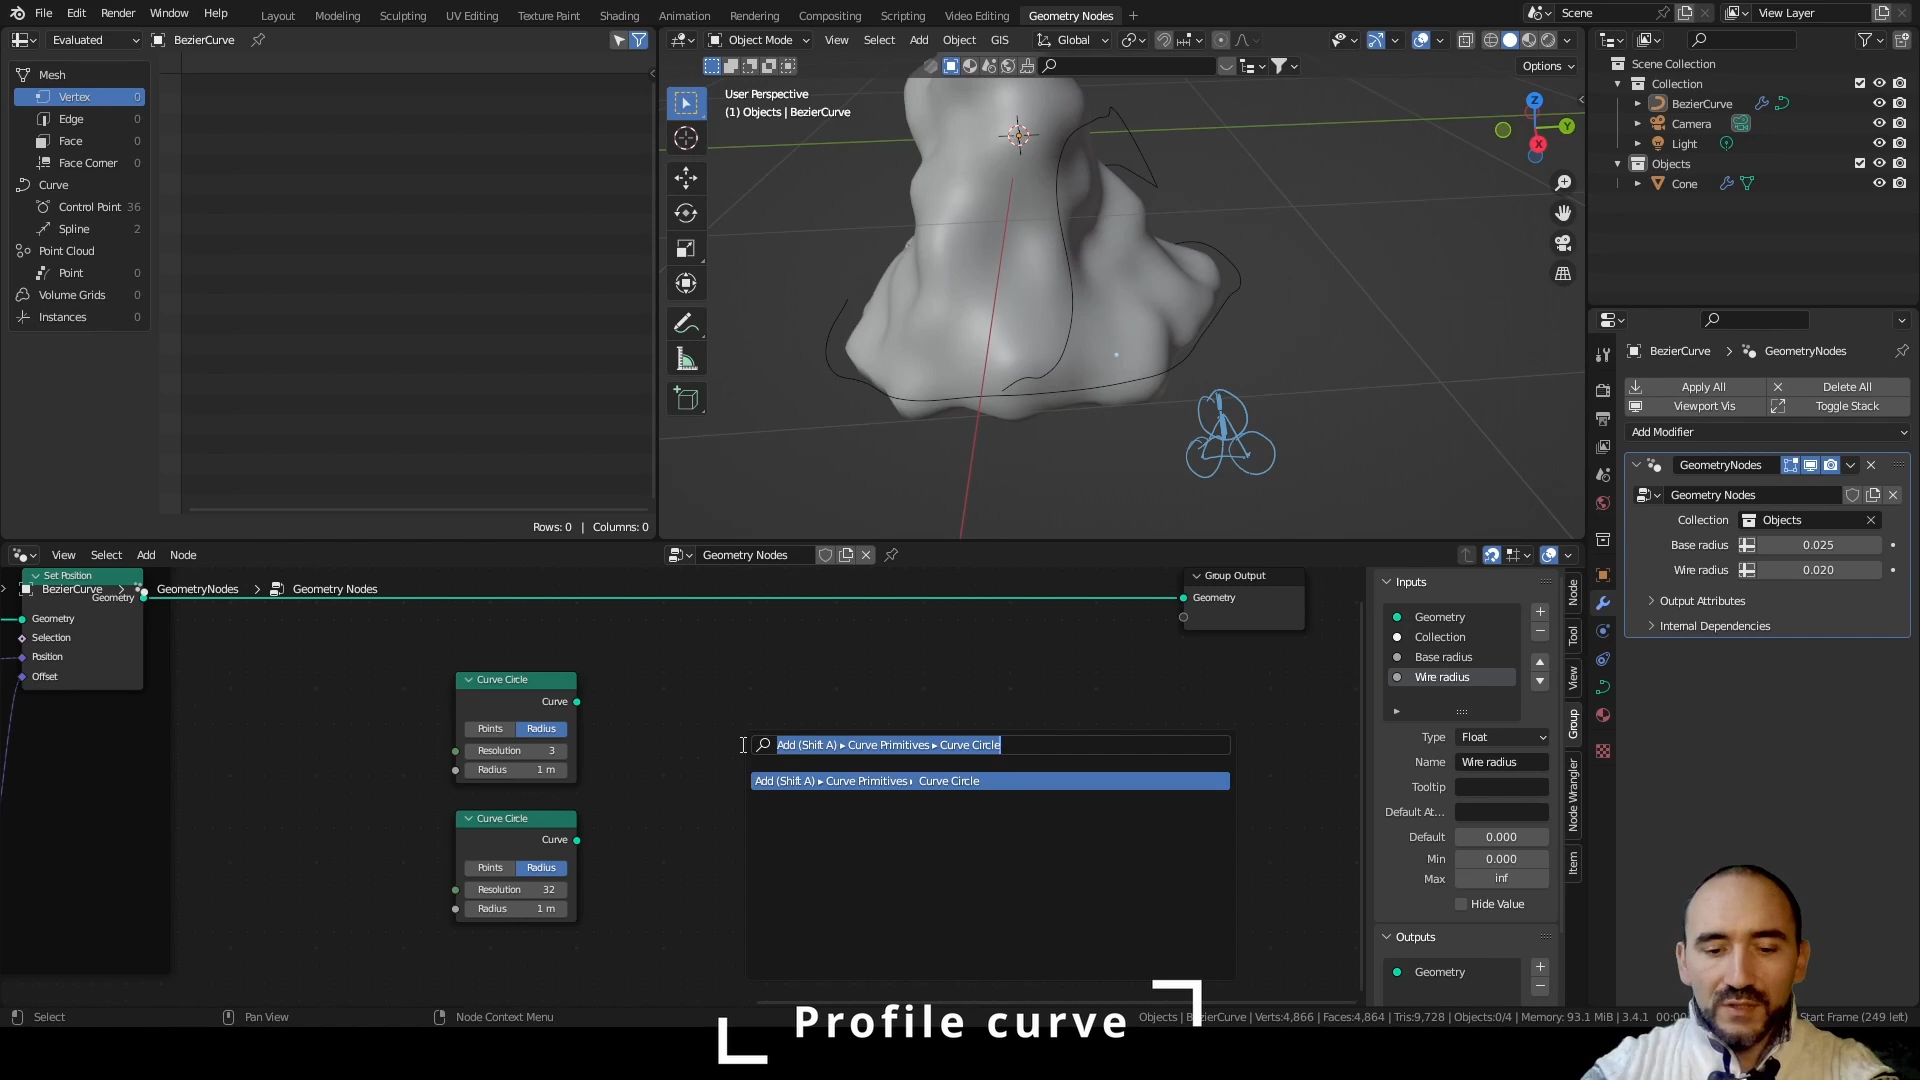 File Edit Render Window Help Layout Modeling Sculpting UV Editing Texture Paint Shading Animation Rendering Compositing Scripting Video Editing Geometry Nodes + Scene View Layer
Evaluated BezierCurve
Object Mode View Select Add Object GIS Global
Options
Mesh
Vertex 0
Edge 0
Face 0
Face Corner 0
Curve
Control Point 36
Spline 2
Point Cloud
Point 0
Volume Grids 0
Instances 0
Rows: 0 | Columns: 0
User Perspective
(1) Objects | BezierCurve
Z
Y
X
Scene Collection
Collection
BezierCurve
Camera
Light
Objects
Cone
BezierCurve > GeometryNodes
Apply All Delete All
Viewport Vis Toggle Stack
Add Modifier
GeometryNodes
Geometry Nodes
Collection Objects
Base radius 0.025
Wire radius 0.020
Output Attributes
Internal Dependencies
View Select Add Node Geometry Nodes
Set Position
BezierCurve > GeometryNodes > Geometry Nodes
Geometry
Geometry
Selection
Position
Offset
Group Output
Geometry
Curve Circle
Curve
Points Radius
Resolution 3
Radius 1 m
Curve Circle
Curve
Points Radius
Resolution 32
Radius 1 m
Add (Shift A) ▸ Curve Primitives ▸ Curve Circle
Add (Shift A) ▸ Curve Primitives ▸ Curve Circle
Inputs
Geometry
Collection
Base radius
Wire radius
Type Float
Name Wire radius
Tooltip
Default At...
Default 0.000
Min 0.000
Max inf
Hide Value
Outputs
Geometry
Node
Tool
View
Group
Node Wrangler
Item
Select Pan View Node Context Menu
Objects | BezierCurve | Verts:4,866 | Faces:4,864 | Tris:9,728 | Objects:0/4 | Memory: 93.1 MiB | 3.4.1 Start Frame (249 left)
Profile curve